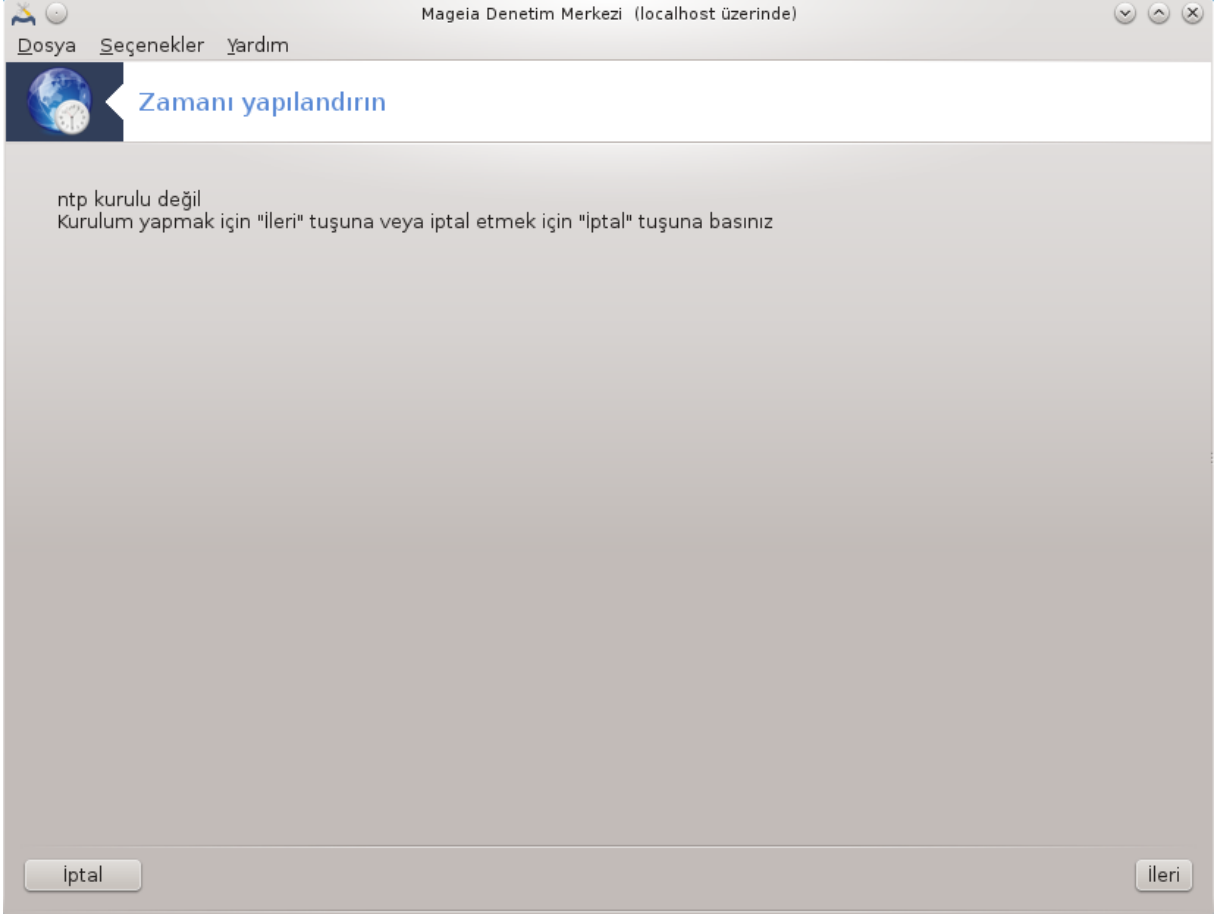 Mageia Denetim Merkezi (localhost üzerinde)
Dosya Seçenekler Yardım
Zamanı yapılandırın
ntp kurulu değil
Kurulum yapmak için "İleri" tuşuna veya iptal etmek için "İptal" tuşuna basınız
İptal İleri